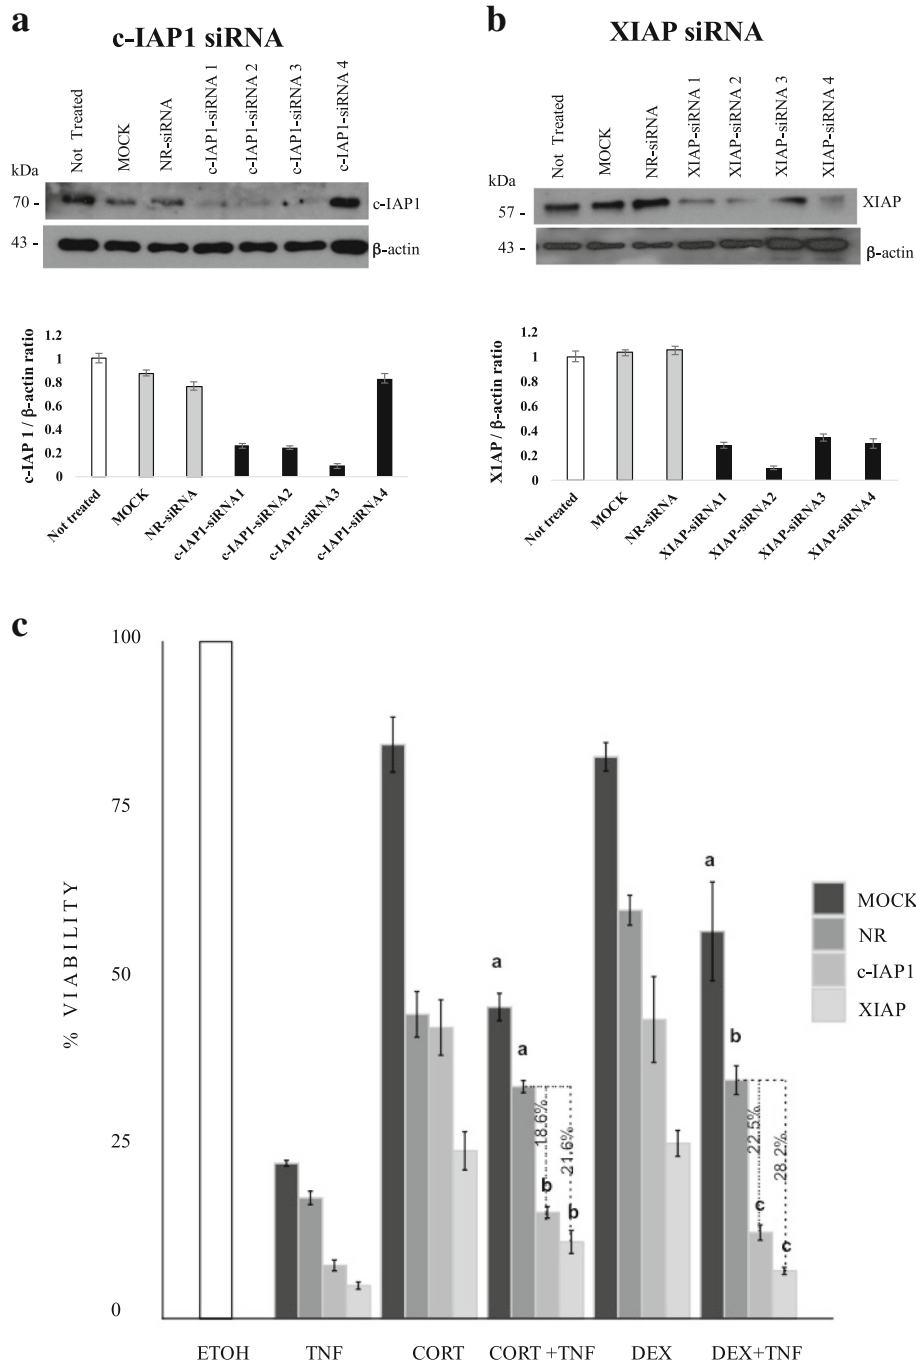 a
c-IAP1 siRNA
Not Treated
MOCK
NR-siRNA
c-IAP1-siRNA 1
c-IAP1-siRNA 2
c-IAP1-siRNA 3
c-IAP1-siRNA 4
kDa
70 -
c-IAP1
43 -
β-actin
c-IAP 1 / β-actin ratio
1.2
1
0.8
0.6
0.4
0.2
0
Not treated
MOCK
NR-siRNA
c-IAP1-siRNA1
c-IAP1-siRNA2
c-IAP1-siRNA3
c-IAP1-siRNA4
b
XIAP siRNA
Not Treated
MOCK
NR-siRNA
XIAP-siRNA 1
XIAP-siRNA 2
XIAP-siRNA 3
XIAP-siRNA 4
kDa
57 -
XIAP
43 -
β-actin
X1AP / β-actin ratio
1.2
1
0.8
0.6
0.4
0.2
0
Not treated
MOCK
NR-siRNA
XIAP-siRNA1
XIAP-siRNA2
XIAP-siRNA3
XIAP-siRNA4
c
% VIABILITY
100
75
50
25
0
a
a
18.6%
21.6%
b
b
a
b
22.5%
28.2%
c
c
MOCK
NR
c-IAP1
XIAP
ETOH
TNF
CORT
CORT +TNF
DEX
DEX+TNF